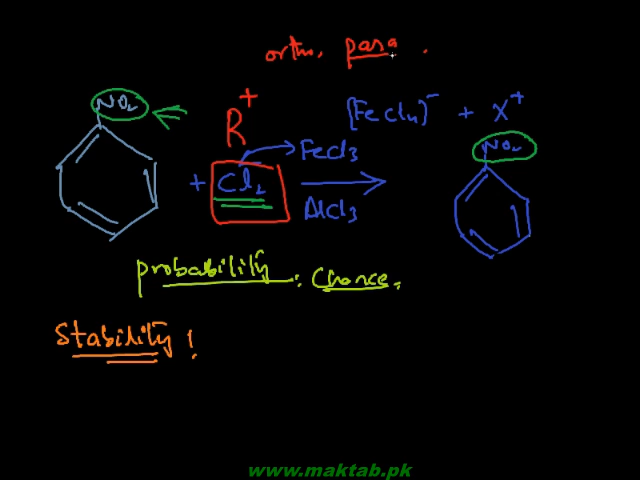 ortho, para .
NO₂
R⁺
[FeCl₄]⁻ + X⁺
FeCl₃
NO₂
+ Cl₂
AlCl₃
probability. Chance.
Stability!
www.maktab.pk